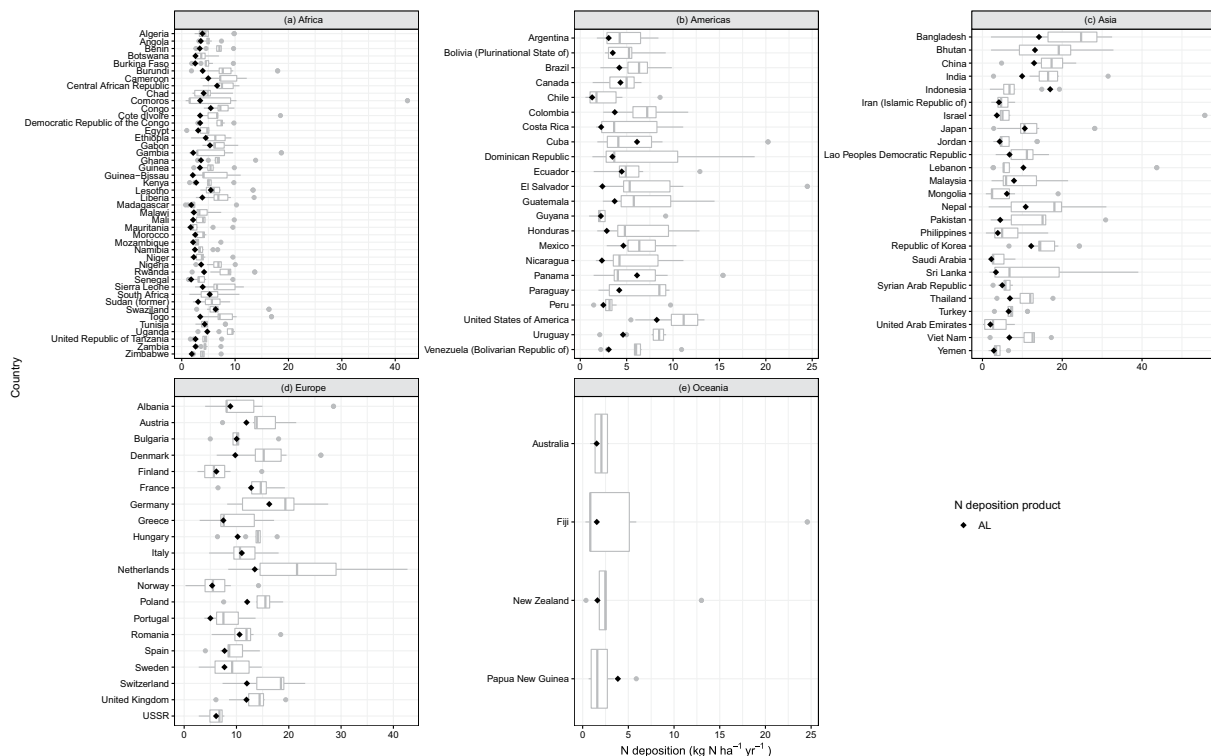 (a) Africa
Algeria
Angola
Benin
Botswana
Burkina Faso
Burundi
Cameroon
Central African Republic
Chad
Comoros
Congo
Cote dIvoire
Democratic Republic of the Congo
Egypt
Ethiopia
Gabon
Gambia
Ghana
Guinea
Guinea−Bissau
Kenya
Lesotho
Liberia
Madagascar
Malawi
Mali
Mauritania
Morocco
Mozambique
Namibia
Niger
Nigeria
Rwanda
Senegal
Sierra Leone
South Africa
Sudan (former)
Swaziland
Togo
Tunisia
Uganda
United Republic of Tanzania
Zambia
Zimbabwe
0 10 20 30 40
(b) Americas
Argentina
Bolivia (Plurinational State of)
Brazil
Canada
Chile
Colombia
Costa Rica
Cuba
Dominican Republic
Ecuador
El Salvador
Guatemala
Guyana
Honduras
Mexico
Nicaragua
Panama
Paraguay
Peru
United States of America
Uruguay
Venezuela (Bolivarian Republic of)
0 5 10 15 20 25
(c) Asia
Bangladesh
Bhutan
China
India
Indonesia
Iran (Islamic Republic of)
Israel
Japan
Jordan
Lao Peoples Democratic Republic
Lebanon
Malaysia
Mongolia
Nepal
Pakistan
Philippines
Republic of Korea
Saudi Arabia
Sri Lanka
Syrian Arab Republic
Thailand
Turkey
United Arab Emirates
Viet Nam
Yemen
0 20 40
Country
(d) Europe
Albania
Austria
Bulgaria
Denmark
Finland
France
Germany
Greece
Hungary
Italy
Netherlands
Norway
Poland
Portugal
Romania
Spain
Sweden
Switzerland
United Kingdom
USSR
0 10 20 30 40
(e) Oceania
Australia
Fiji
New Zealand
Papua New Guinea
0 5 10 15 20 25
N deposition (kg N ha⁻¹ yr⁻¹)
N deposition product
AL